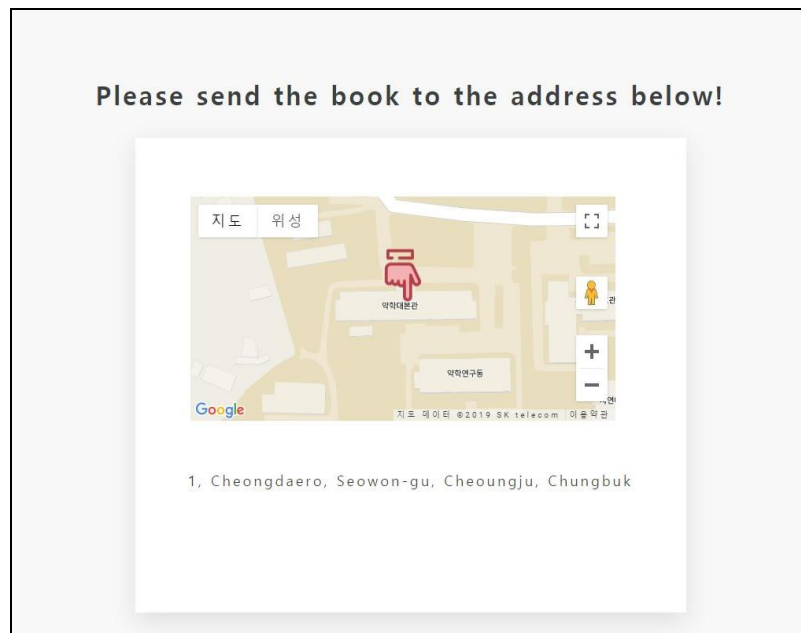 Please send the book to the address below!
지도 위성
약학대본관
관
약학연구동
Google
지도 데이터 ©2019 SK telecom 이용약관
1, Cheongdaero, Seowon-gu, Cheoungju, Chungbuk